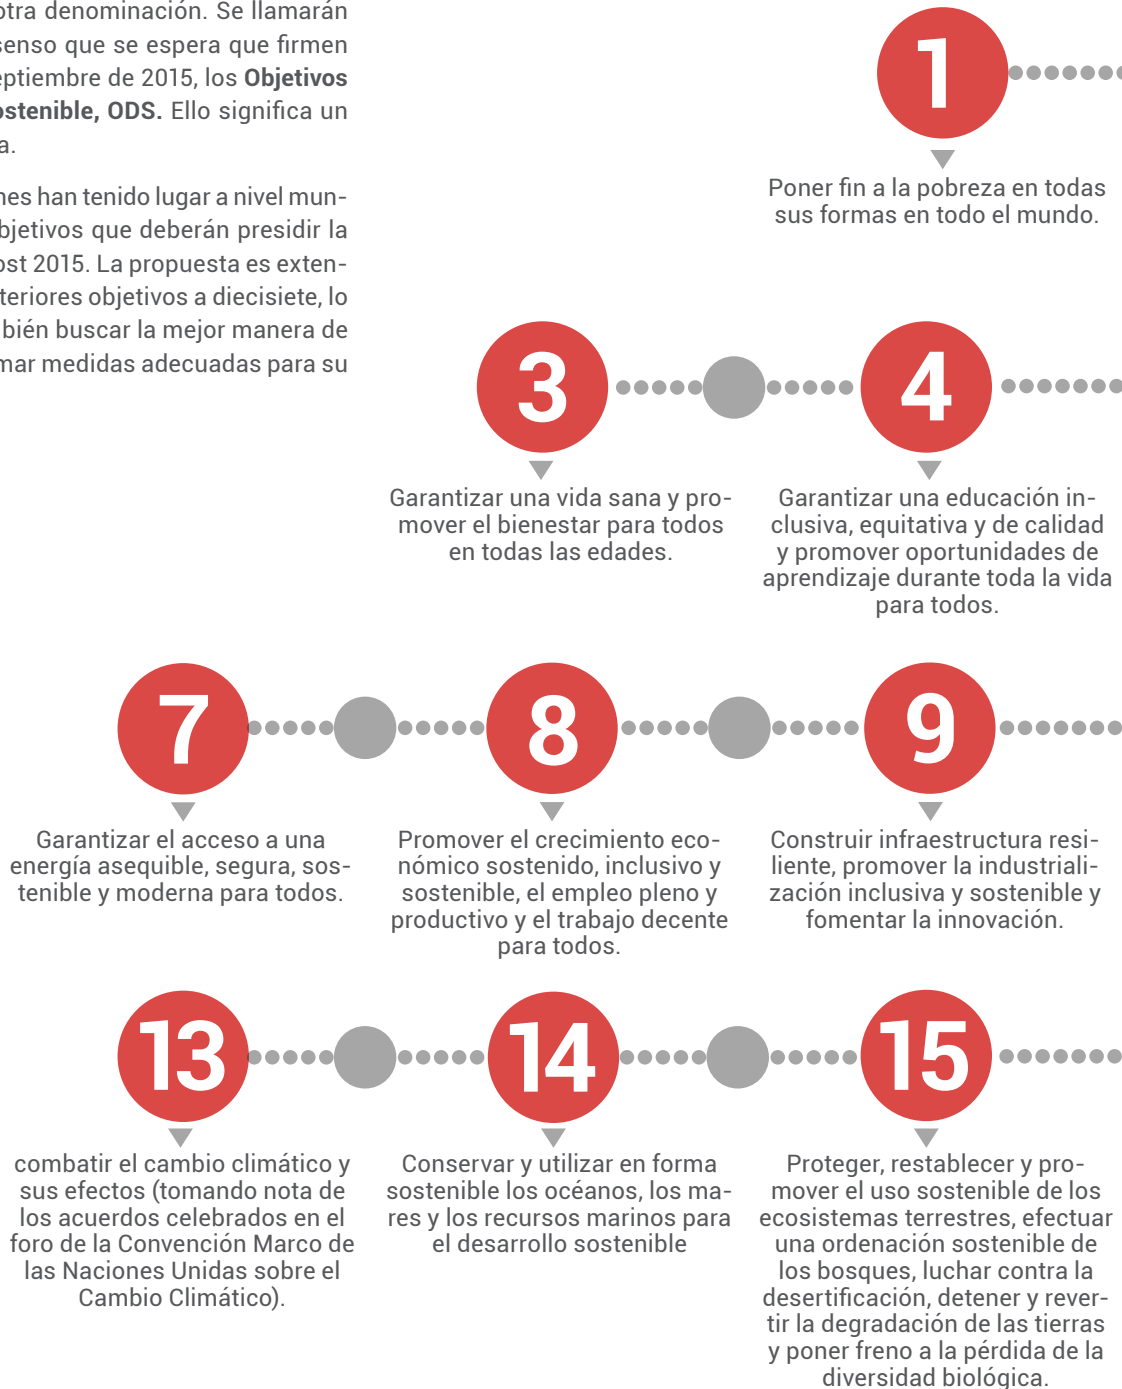 otra denominación. Se llamarán
senso que se espera que firmen
eptiembre de 2015, los Objetivos
ostenible, ODS. Ello significa un
a.
nes han tenido lugar a nivel mun-
bjetivos que deberán presidir la
ost 2015. La propuesta es exten-
teriores objetivos a diecisiete, lo
bién buscar la mejor manera de
mar medidas adecuadas para su
1
Poner fin a la pobreza en todas
sus formas en todo el mundo.
3
Garantizar una vida sana y pro-
mover el bienestar para todos
en todas las edades.
4
Garantizar una educación in-
clusiva, equitativa y de calidad
y promover oportunidades de
aprendizaje durante toda la vida
para todos.
7
Garantizar el acceso a una
energía asequible, segura, sos-
tenible y moderna para todos.
8
Promover el crecimiento eco-
nómico sostenido, inclusivo y
sostenible, el empleo pleno y
productivo y el trabajo decente
para todos.
9
Construir infraestructura resi-
liente, promover la industriali-
zación inclusiva y sostenible y
fomentar la innovación.
13
combatir el cambio climático y
sus efectos (tomando nota de
los acuerdos celebrados en el
foro de la Convención Marco de
las Naciones Unidas sobre el
Cambio Climático).
14
Conservar y utilizar en forma
sostenible los océanos, los ma-
res y los recursos marinos para
el desarrollo sostenible
15
Proteger, restablecer y pro-
mover el uso sostenible de los
ecosistemas terrestres, efectuar
una ordenación sostenible de
los bosques, luchar contra la
desertificación, detener y rever-
tir la degradación de las tierras
y poner freno a la pérdida de la
diversidad biológica.